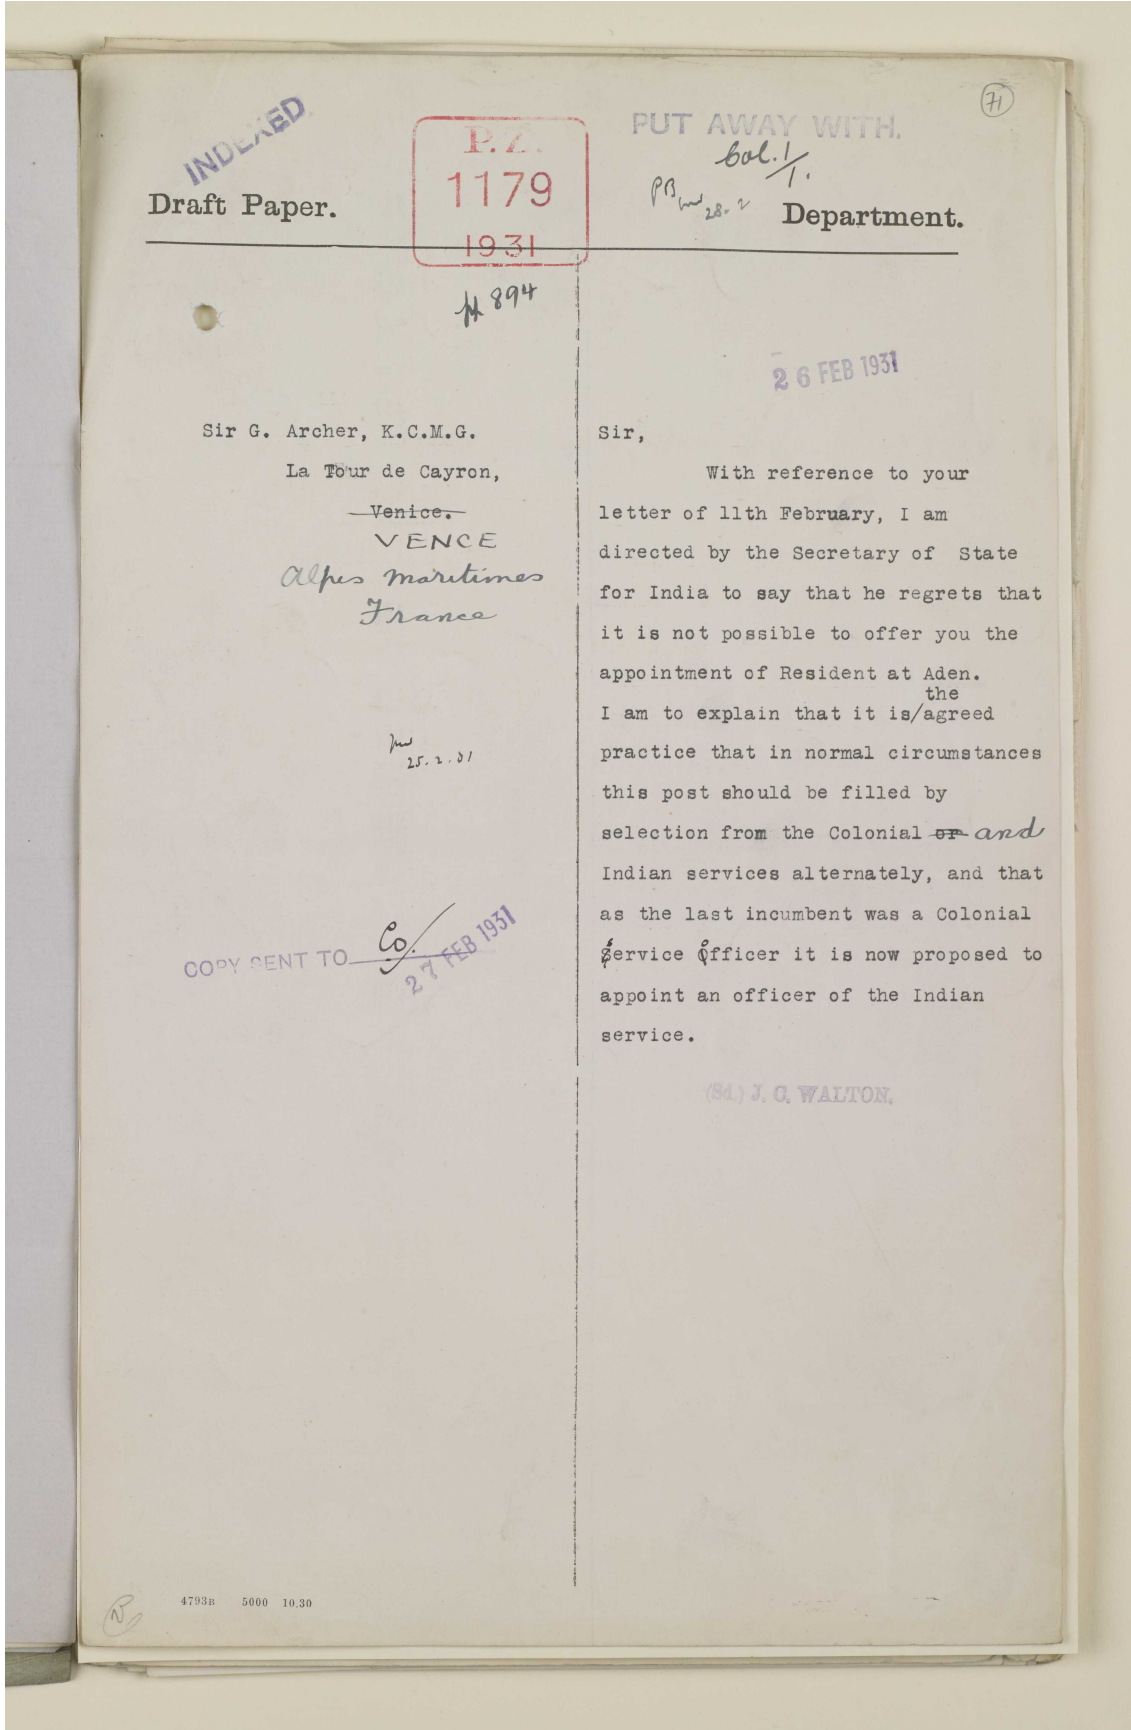 71
INDEXED.
P.Z.
1179
1931
PUT AWAY WITH.
Col. 1/1.
28.2
Draft Paper.
Department.
894
26 FEB 1931
Sir G. Archer, K.C.M.G.
La Tour de Cayron,
Venice.
VENCE
Alpes Maritimes
France
25.2.31
COPY SENT TO Co/
27 FEB 1931
Sir,
With reference to your
letter of 11th February, I am
directed by the Secretary of State
for India to say that he regrets that
it is not possible to offer you the
appointment of Resident at Aden.
the
I am to explain that it is/agreed
practice that in normal circumstances
this post should be filled by
selection from the Colonial or and
Indian services alternately, and that
as the last incumbent was a Colonial
service officer it is now proposed to
appoint an officer of the Indian
service.
(Sd.) J. C. WALTON.
4793B 5000 10.30